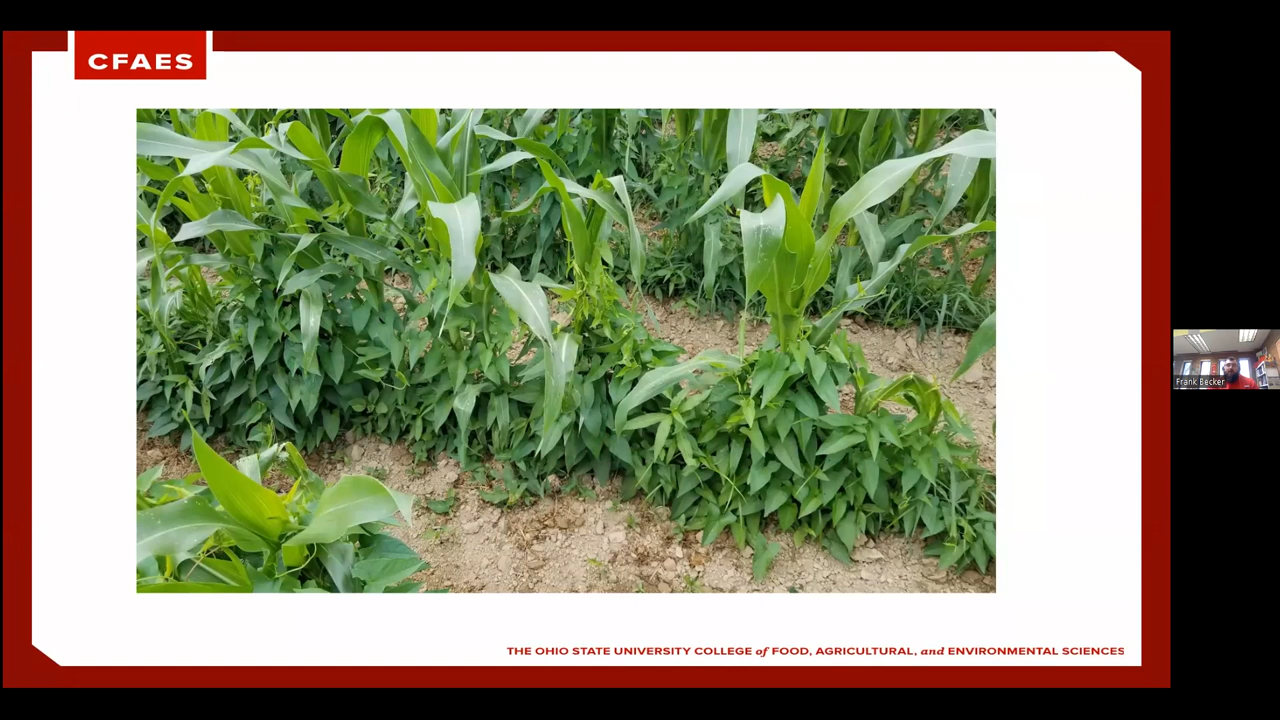 CFAES
Frank Becker
THE OHIO STATE UNIVERSITY COLLEGE of FOOD, AGRICULTURAL, and ENVIRONMENTAL SCIENCES